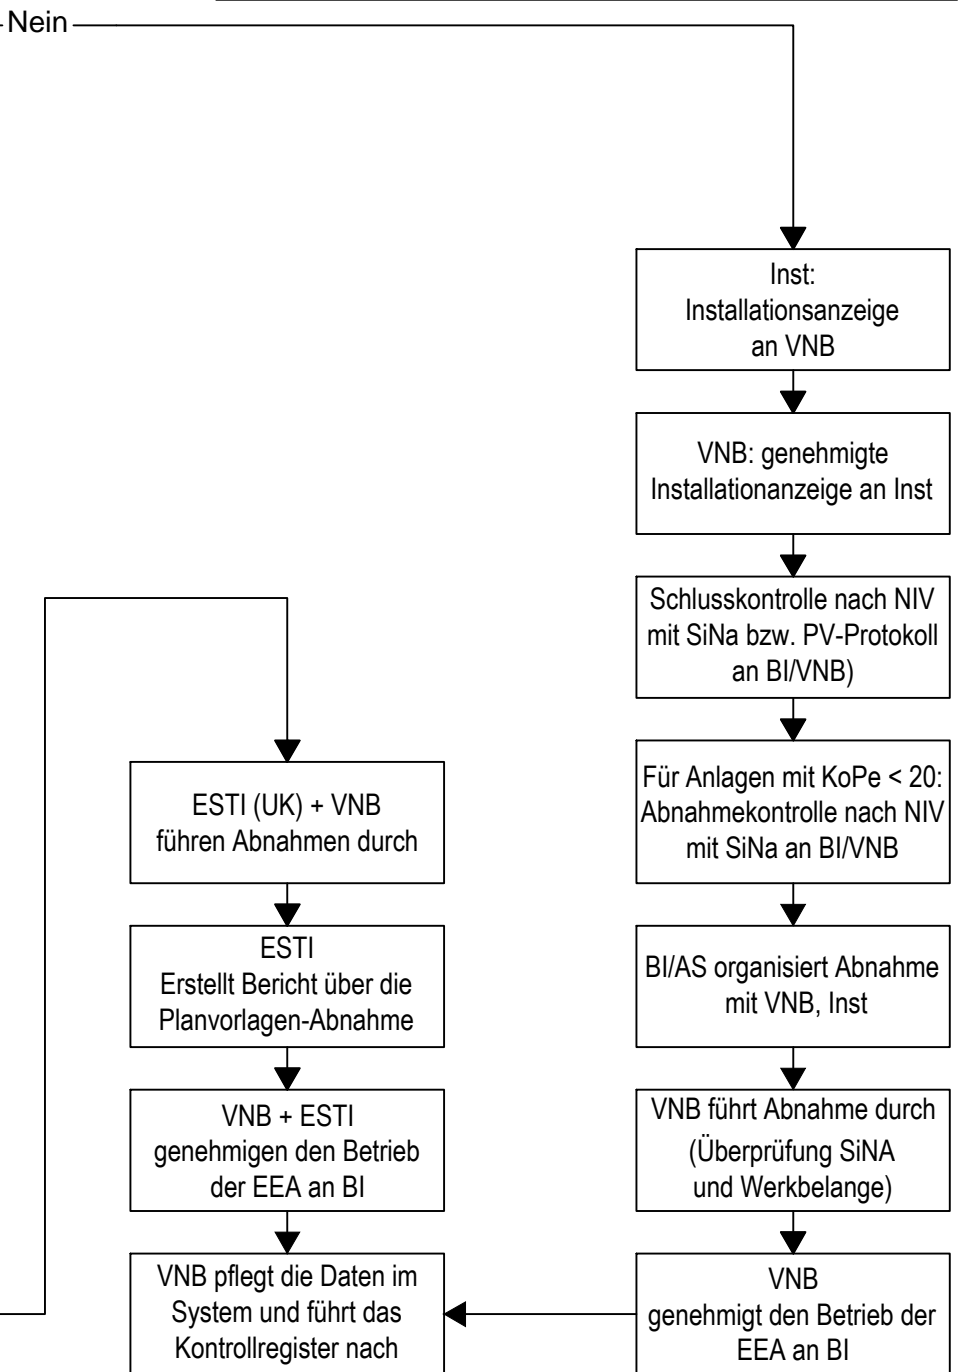 Nein
Inst:
Installationsanzeige
an VNB
VNB: genehmigte
Installationanzeige an Inst
Schlusskontrolle nach NIV
mit SiNa bzw. PV-Protokoll
an BI/VNB)
Für Anlagen mit KoPe < 20:
Abnahmekontrolle nach NIV
mit SiNa an BI/VNB
BI/AS organisiert Abnahme
mit VNB, Inst
VNB führt Abnahme durch
(Überprüfung SiNA
und Werkbelange)
VNB
genehmigt den Betrieb der
EEA an BI
ESTI (UK) + VNB
führen Abnahmen durch
ESTI
Erstellt Bericht über die
Planvorlagen-Abnahme
VNB + ESTI
genehmigen den Betrieb
der EEA an BI
VNB pflegt die Daten im
System und führt das
Kontrollregister nach